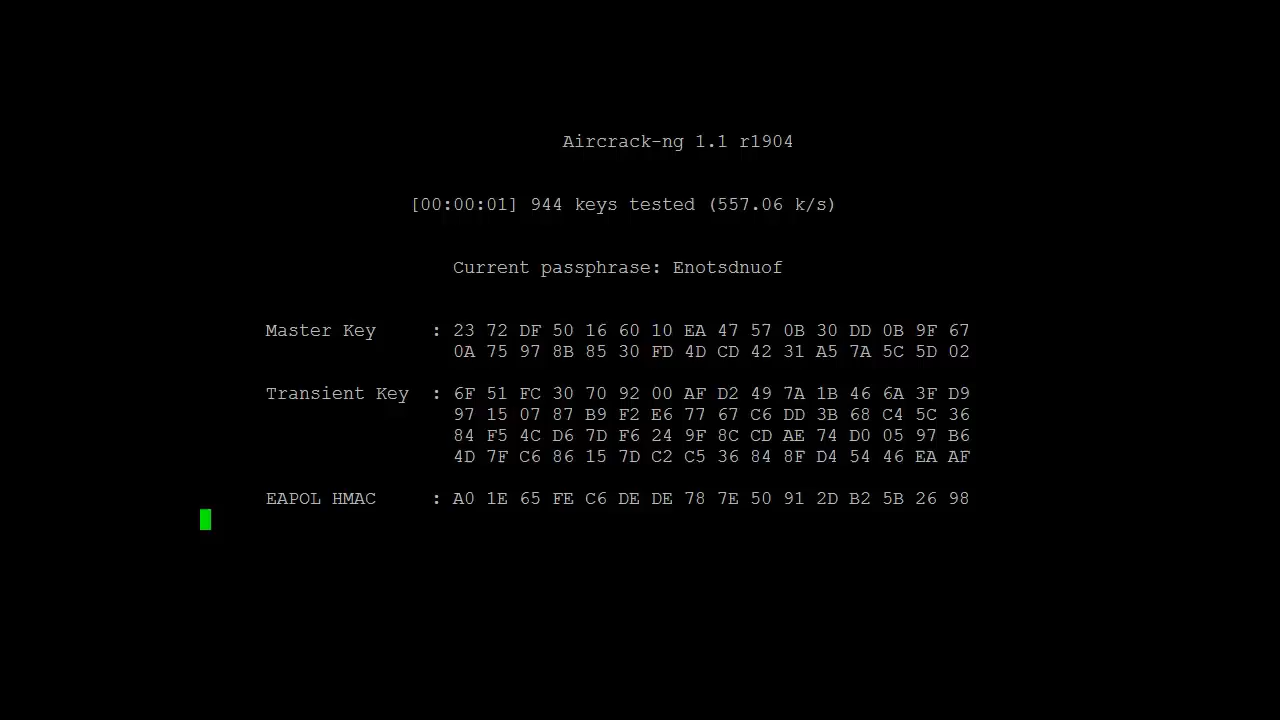 Aircrack-ng 1.1 r1904
[00:00:01] 944 keys tested (557.06 k/s)
Current passphrase: Enotsdnuof
Master Key : 23 72 DF 50 16 60 10 EA 47 57 0B 30 DD 0B 9F 67
0A 75 97 8B 85 30 FD 4D CD 42 31 A5 7A 5C 5D 02
Transient Key : 6F 51 FC 30 70 92 00 AF D2 49 7A 1B 46 6A 3F D9
97 15 07 87 B9 F2 E6 77 67 C6 DD 3B 68 C4 5C 36
84 F5 4C D6 7D F6 24 9F 8C CD AE 74 D0 05 97 B6
4D 7F C6 86 15 7D C2 C5 36 84 8F D4 54 46 EA AF
EAPOL HMAC : A0 1E 65 FE C6 DE DE 78 7E 50 91 2D B2 5B 26 98